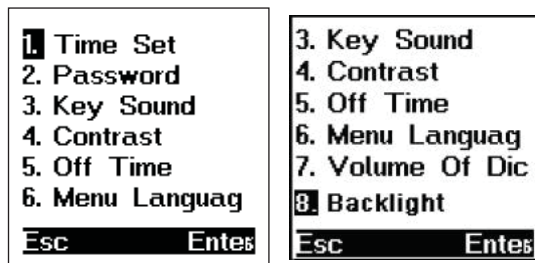 1. Time Set
2. Password
3. Key Sound
4. Contrast
5. Off Time
6. Menu Languag
Esc Enter
3. Key Sound
4. Contrast
5. Off Time
6. Menu Languag
7. Volume Of Dic
8. Backlight
Esc Enter